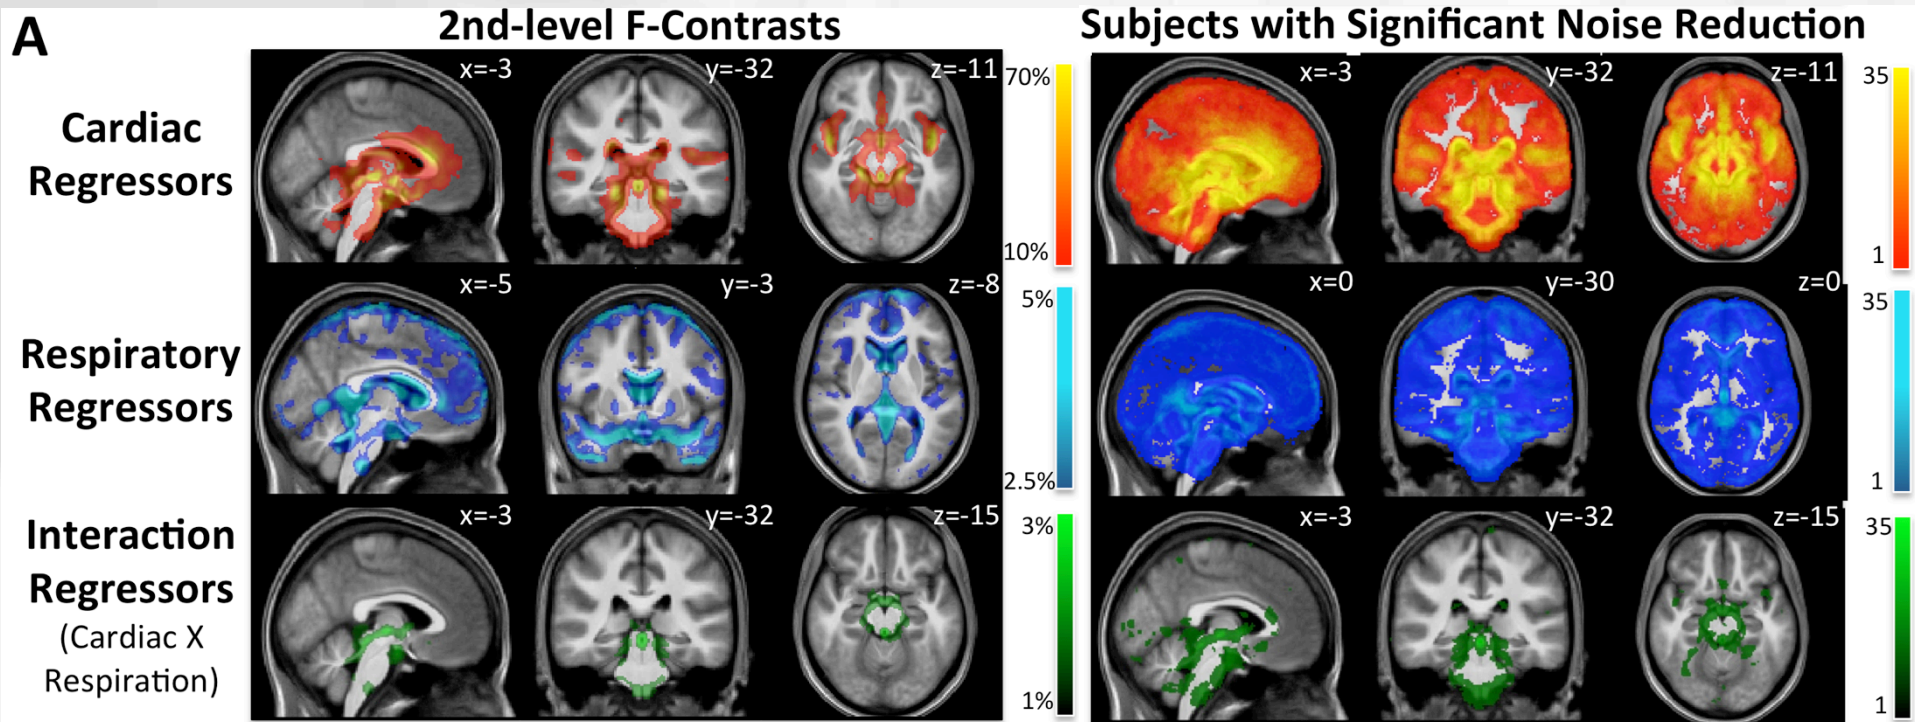 A
2nd-level F-Contrasts
Subjects with Significant Noise Reduction
Cardiac
Regressors
x=-3
y=-32
z=-11
70%
10%
x=-3
y=-32
z=-11
35
1
Respiratory
Regressors
x=-5
y=-3
z=-8
5%
2.5%
x=0
y=-30
z=0
35
1
Interaction
Regressors
(Cardiac X
Respiration)
x=-3
y=-32
z=-15
3%
1%
x=-3
y=-32
z=-15
35
1